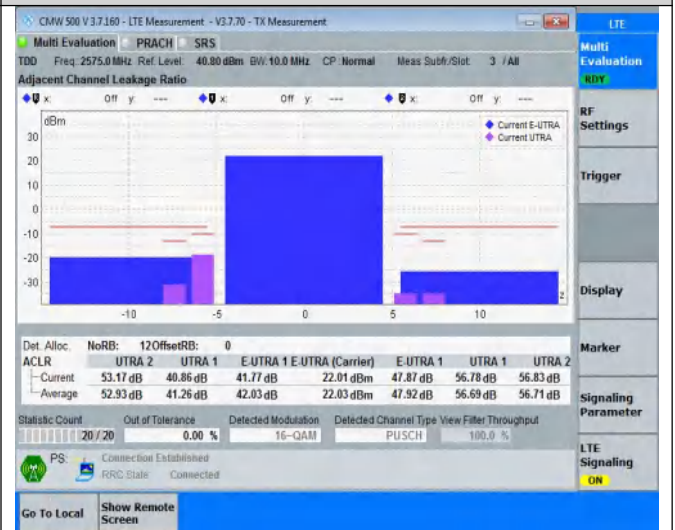 CMW 500 V 3.7.160 - LTE Measurement - V3.7.70 - TX Measurement
LTE
Multi Evaluation PRACH SRS
Multi Evaluation
RDY
TDD Freq: 2575.0 MHz Ref. Level: 40.80 dBm BW: 10.0 MHz CP: Normal Meas Subfr./Slot: 3 / All
Adjacent Channel Leakage Ratio
x: Off y: --- x: Off y: --- x: Off y: ---
dBm
Current E-UTRA
Current UTRA
30
20
10
0
-10
-20
-30
z
-10 -5 0 5 10
RF Settings
Trigger
Display
Marker
Signaling Parameter
LTE Signaling
ON
Det. Alloc. NoRB: 12 OffsetRB: 0
ACLR UTRA 2 UTRA 1 E-UTRA 1 E-UTRA (Carrier) E-UTRA 1 UTRA 1 UTRA 2
Current 53.17 dB 40.86 dB 41.77 dB 22.01 dBm 47.87 dB 56.78 dB 56.83 dB
Average 52.93 dB 41.26 dB 42.03 dB 22.03 dBm 47.92 dB 56.69 dB 56.71 dB
Statistic Count Out of Tolerance Detected Modulation Detected Channel Type View Filter Throughput
20 / 20 0.00 % 16-QAM PUSCH 100.0 %
PS: Connection Established
RRC State Connected
Go To Local Show Remote Screen